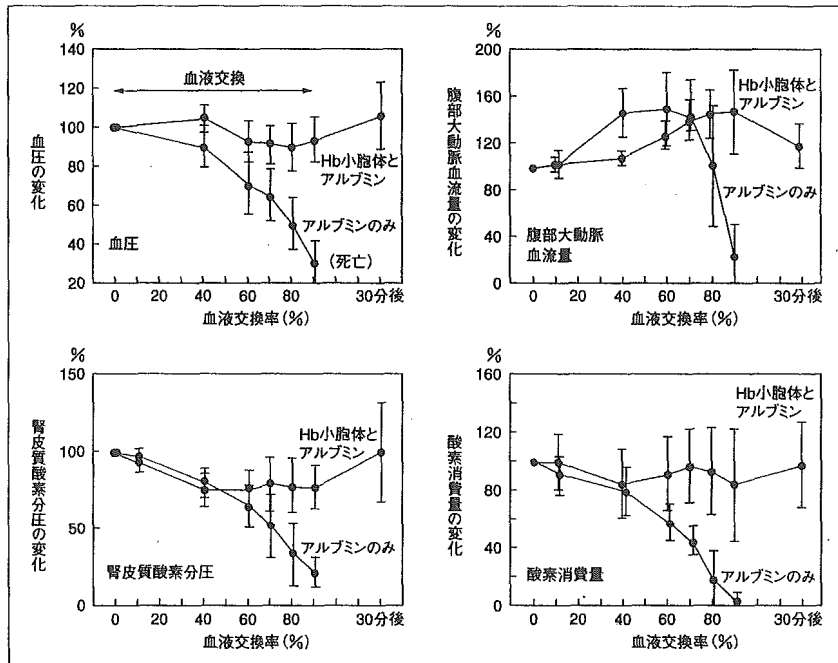 %
140
120
100
80
60
40
20
血圧の変化
血液交換
Hb小胞体と
アルブミン
アルブミンのみ
(死亡)
血圧
0 20 40 60 80 30分後
血液交換率(%)
%
200
160
120
80
40
0
腹部大動脈血流量の変化
Hb小胞体と
アルブミン
アルブミンのみ
腹部大動脈
血流量
0 20 40 60 80 30分後
血液交換率(%)
%
150
100
50
0
腎皮質酸素分圧の変化
Hb小胞体と
アルブミン
アルブミンのみ
腎皮質酸素分圧
0 20 40 60 80 30分後
血液交換率(%)
%
160
120
80
40
0
酸素消費量の変化
Hb小胞体と
アルブミン
アルブミンのみ
酸素消費量
0 20 40 60 80 30分後
血液交換率(%)